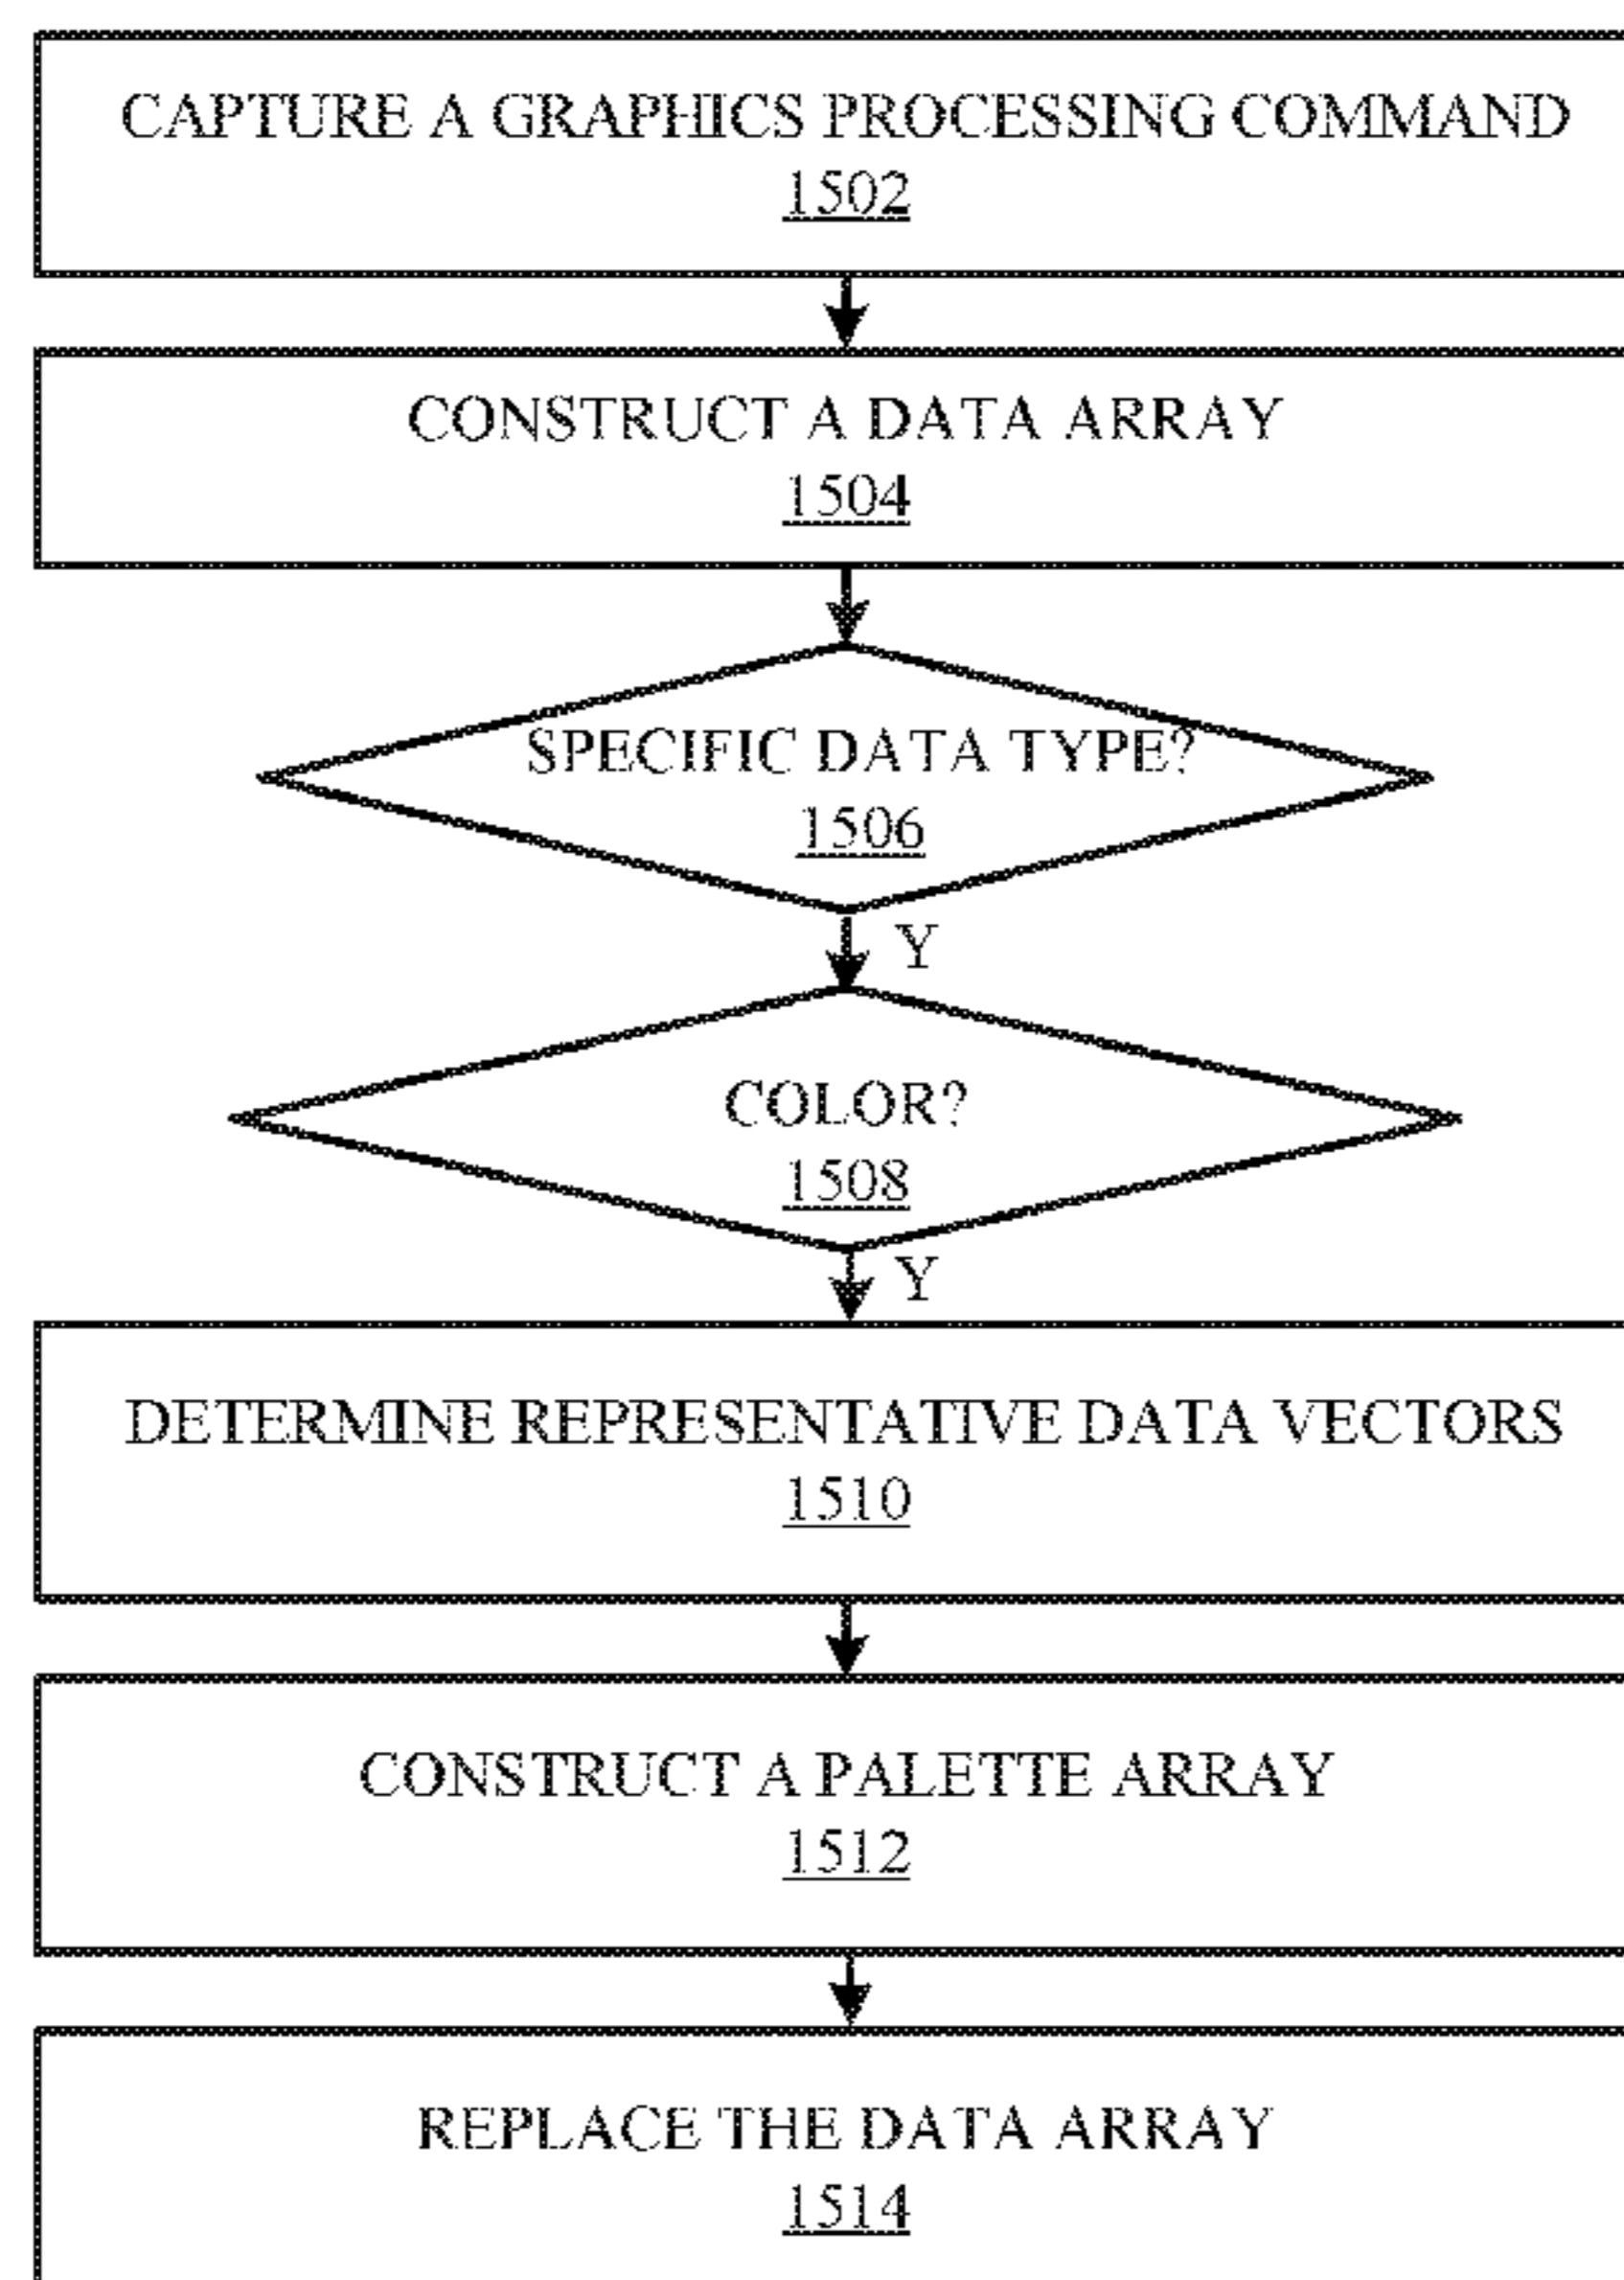 CAPTURE A GRAPHICS PROCESSING COMMAND
1502
CONSTRUCT A DATA ARRAY
1504
SPECIFIC DATA TYPE?
1506
Y
COLOR?
1508
Y
DETERMINE REPRESENTATIVE DATA VECTORS
1510
CONSTRUCT A PALETTE ARRAY
1512
REPLACE THE DATA ARRAY
1514